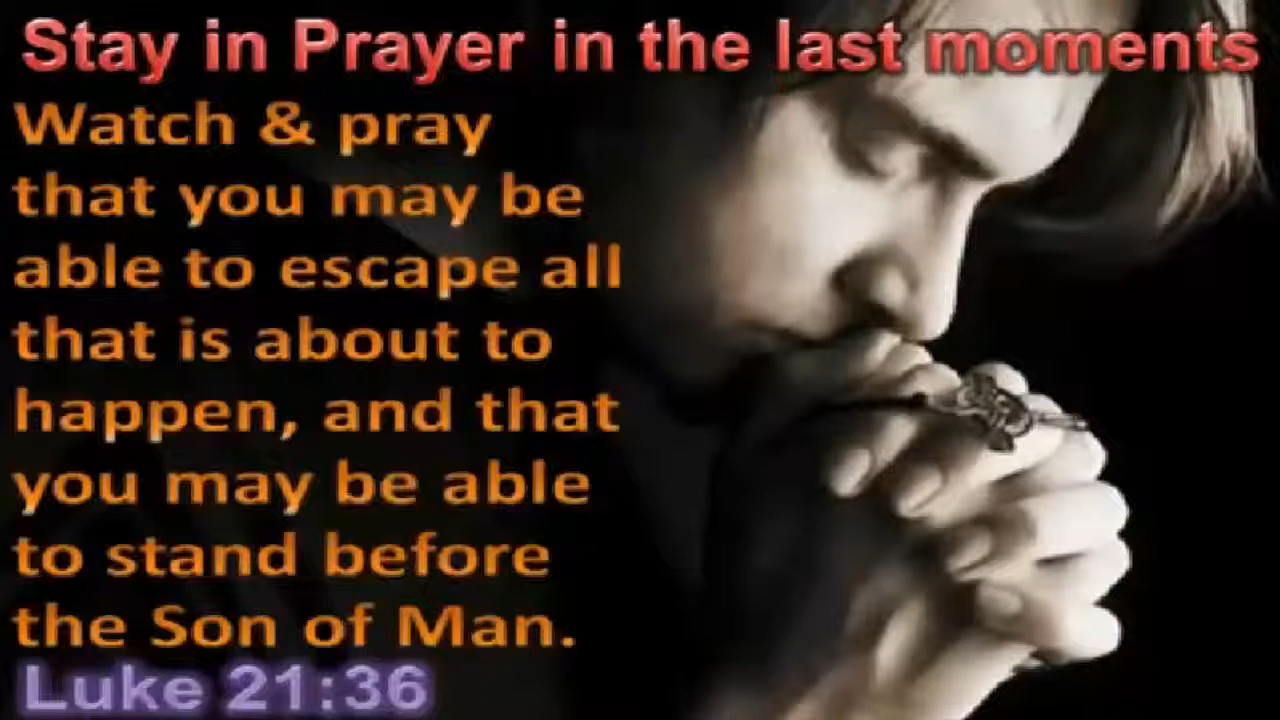 Stay in Prayer in the last moments
Watch & pray
that you may be
able to escape all
that is about to
happen, and that
you may be able
to stand before
the Son of Man.
Luke 21:36